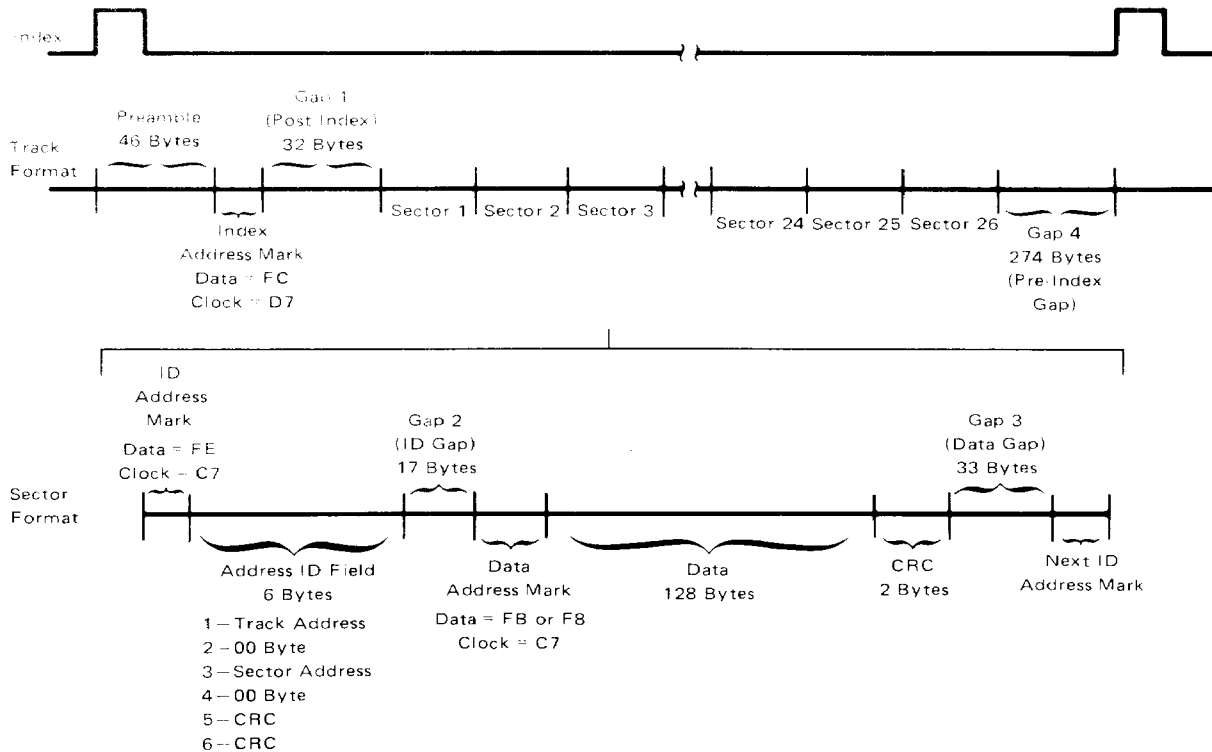 Index
Gap 1
(Post Index)
32 Bytes
Preamble
46 Bytes
Track
Format
Sector 1
Sector 2
Sector 3
Sector 24
Sector 25
Sector 26
Index
Address Mark
Data = FC
Clock = D7
Gap 4
274 Bytes
(Pre-Index
Gap)
ID
Address
Mark
Data = FE
Clock = C7
Gap 2
(ID Gap)
17 Bytes
Gap 3
(Data Gap)
33 Bytes
Sector
Format
Address ID Field
6 Bytes
1—Track Address
2—00 Byte
3—Sector Address
4—00 Byte
5—CRC
6—CRC
Data
Address Mark
Data = FB or F8
Clock = C7
Data
128 Bytes
CRC
2 Bytes
Next ID
Address Mark